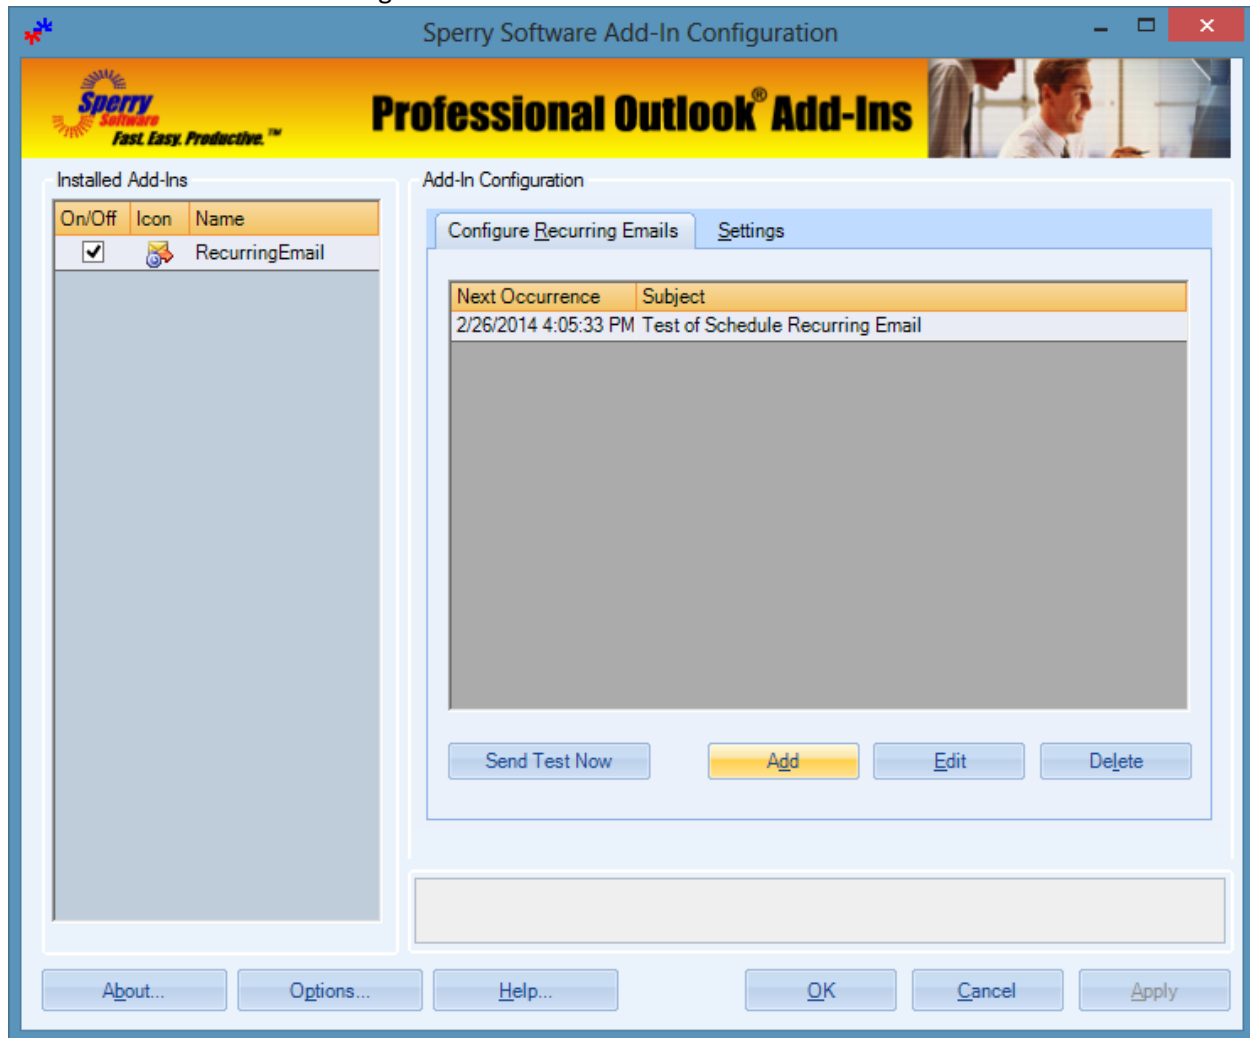 Sperry Software Add-In Configuration
Sperry
Software
Fast. Easy. Productive.™
Professional Outlook® Add-Ins
Installed Add-Ins
On/Off Icon Name
RecurringEmail
Add-In Configuration
Configure Recurring Emails Settings
Next Occurrence Subject
2/26/2014 4:05:33 PM Test of Schedule Recurring Email
Send Test Now Add Edit Delete
About... Options... Help... OK Cancel Apply